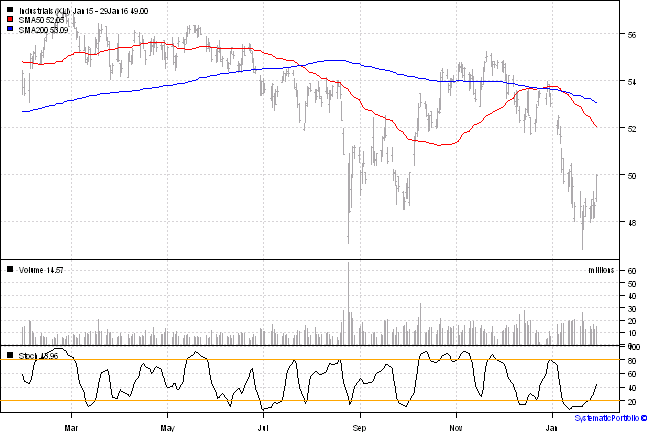 Industrials (XLI) Jan 15 - 29Jan16 49.00
SMA50 52.05
SMA200 53.09
56
54
52
50
48
Volume 14.57
millions
60
50
40
30
20
10
0
Stoch 43.96
100
80
60
40
20
Mar May Jul Sep Nov Jan
SystematicPortfolio ©